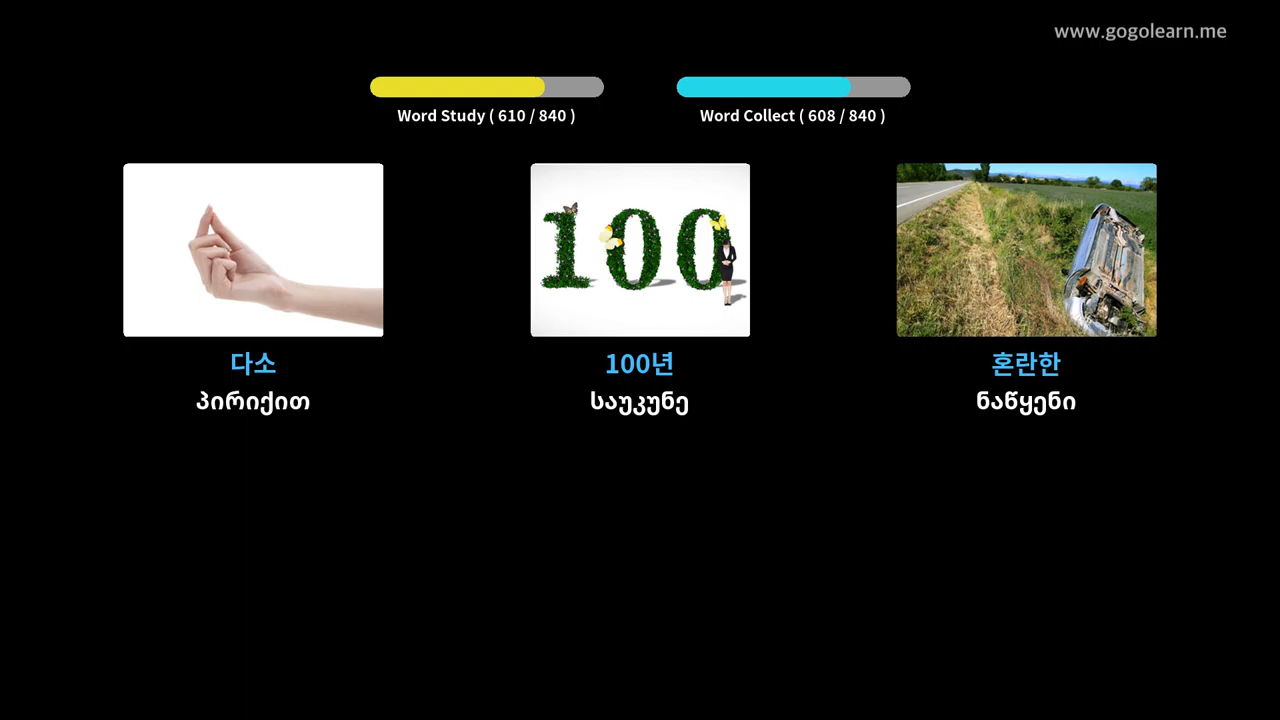 www.gogolearn.me
Word Study ( 610 / 840 )
Word Collect ( 608 / 840 )
100
다소
100년
혼란한
პირიქით
საუკუნე
ნაწყენი